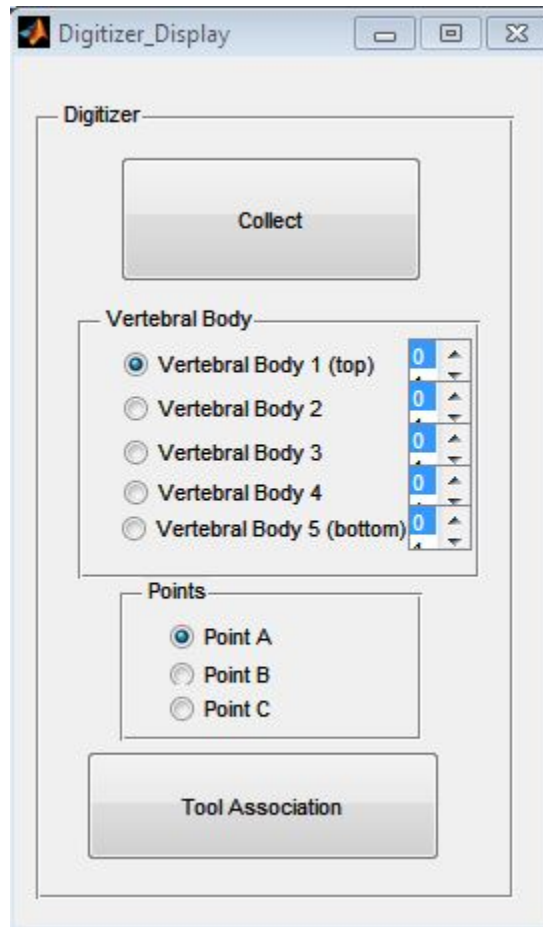 Digitizer_Display
Digitizer
Collect
Vertebral Body
Vertebral Body 1 (top) 0
Vertebral Body 2 0
Vertebral Body 3 0
Vertebral Body 4 0
Vertebral Body 5 (bottom) 0
Points
Point A
Point B
Point C
Tool Association